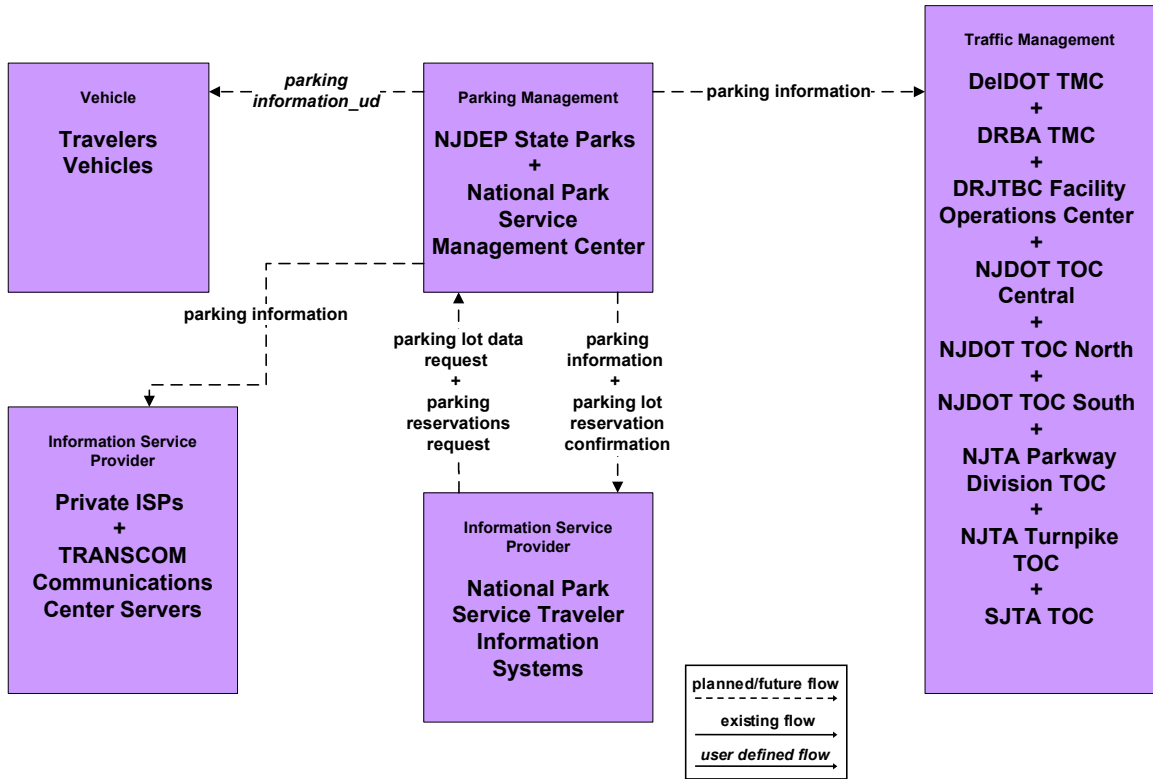 Vehicle
Travelers
Vehicles
parking
information_ud
Parking Management
NJDEP State Parks
+
National Park
Service
Management Center
parking information
Traffic Management
DelDOT TMC
+
DRBA TMC
+
DRJTBC Facility
Operations Center
+
NJDOT TOC
Central
+
NJDOT TOC North
+
NJDOT TOC South
+
NJTA Parkway
Division TOC
+
NJTA Turnpike
TOC
+
SJTA TOC
parking information
parking lot data
request
+
parking
reservations
request
parking
information
+
parking lot
reservation
confirmation
Information Service
Provider
Private ISPs
+
TRANSCOM
Communications
Center Servers
Information Service
Provider
National Park
Service Traveler
Information
Systems
planned/future flow
existing flow
user defined flow